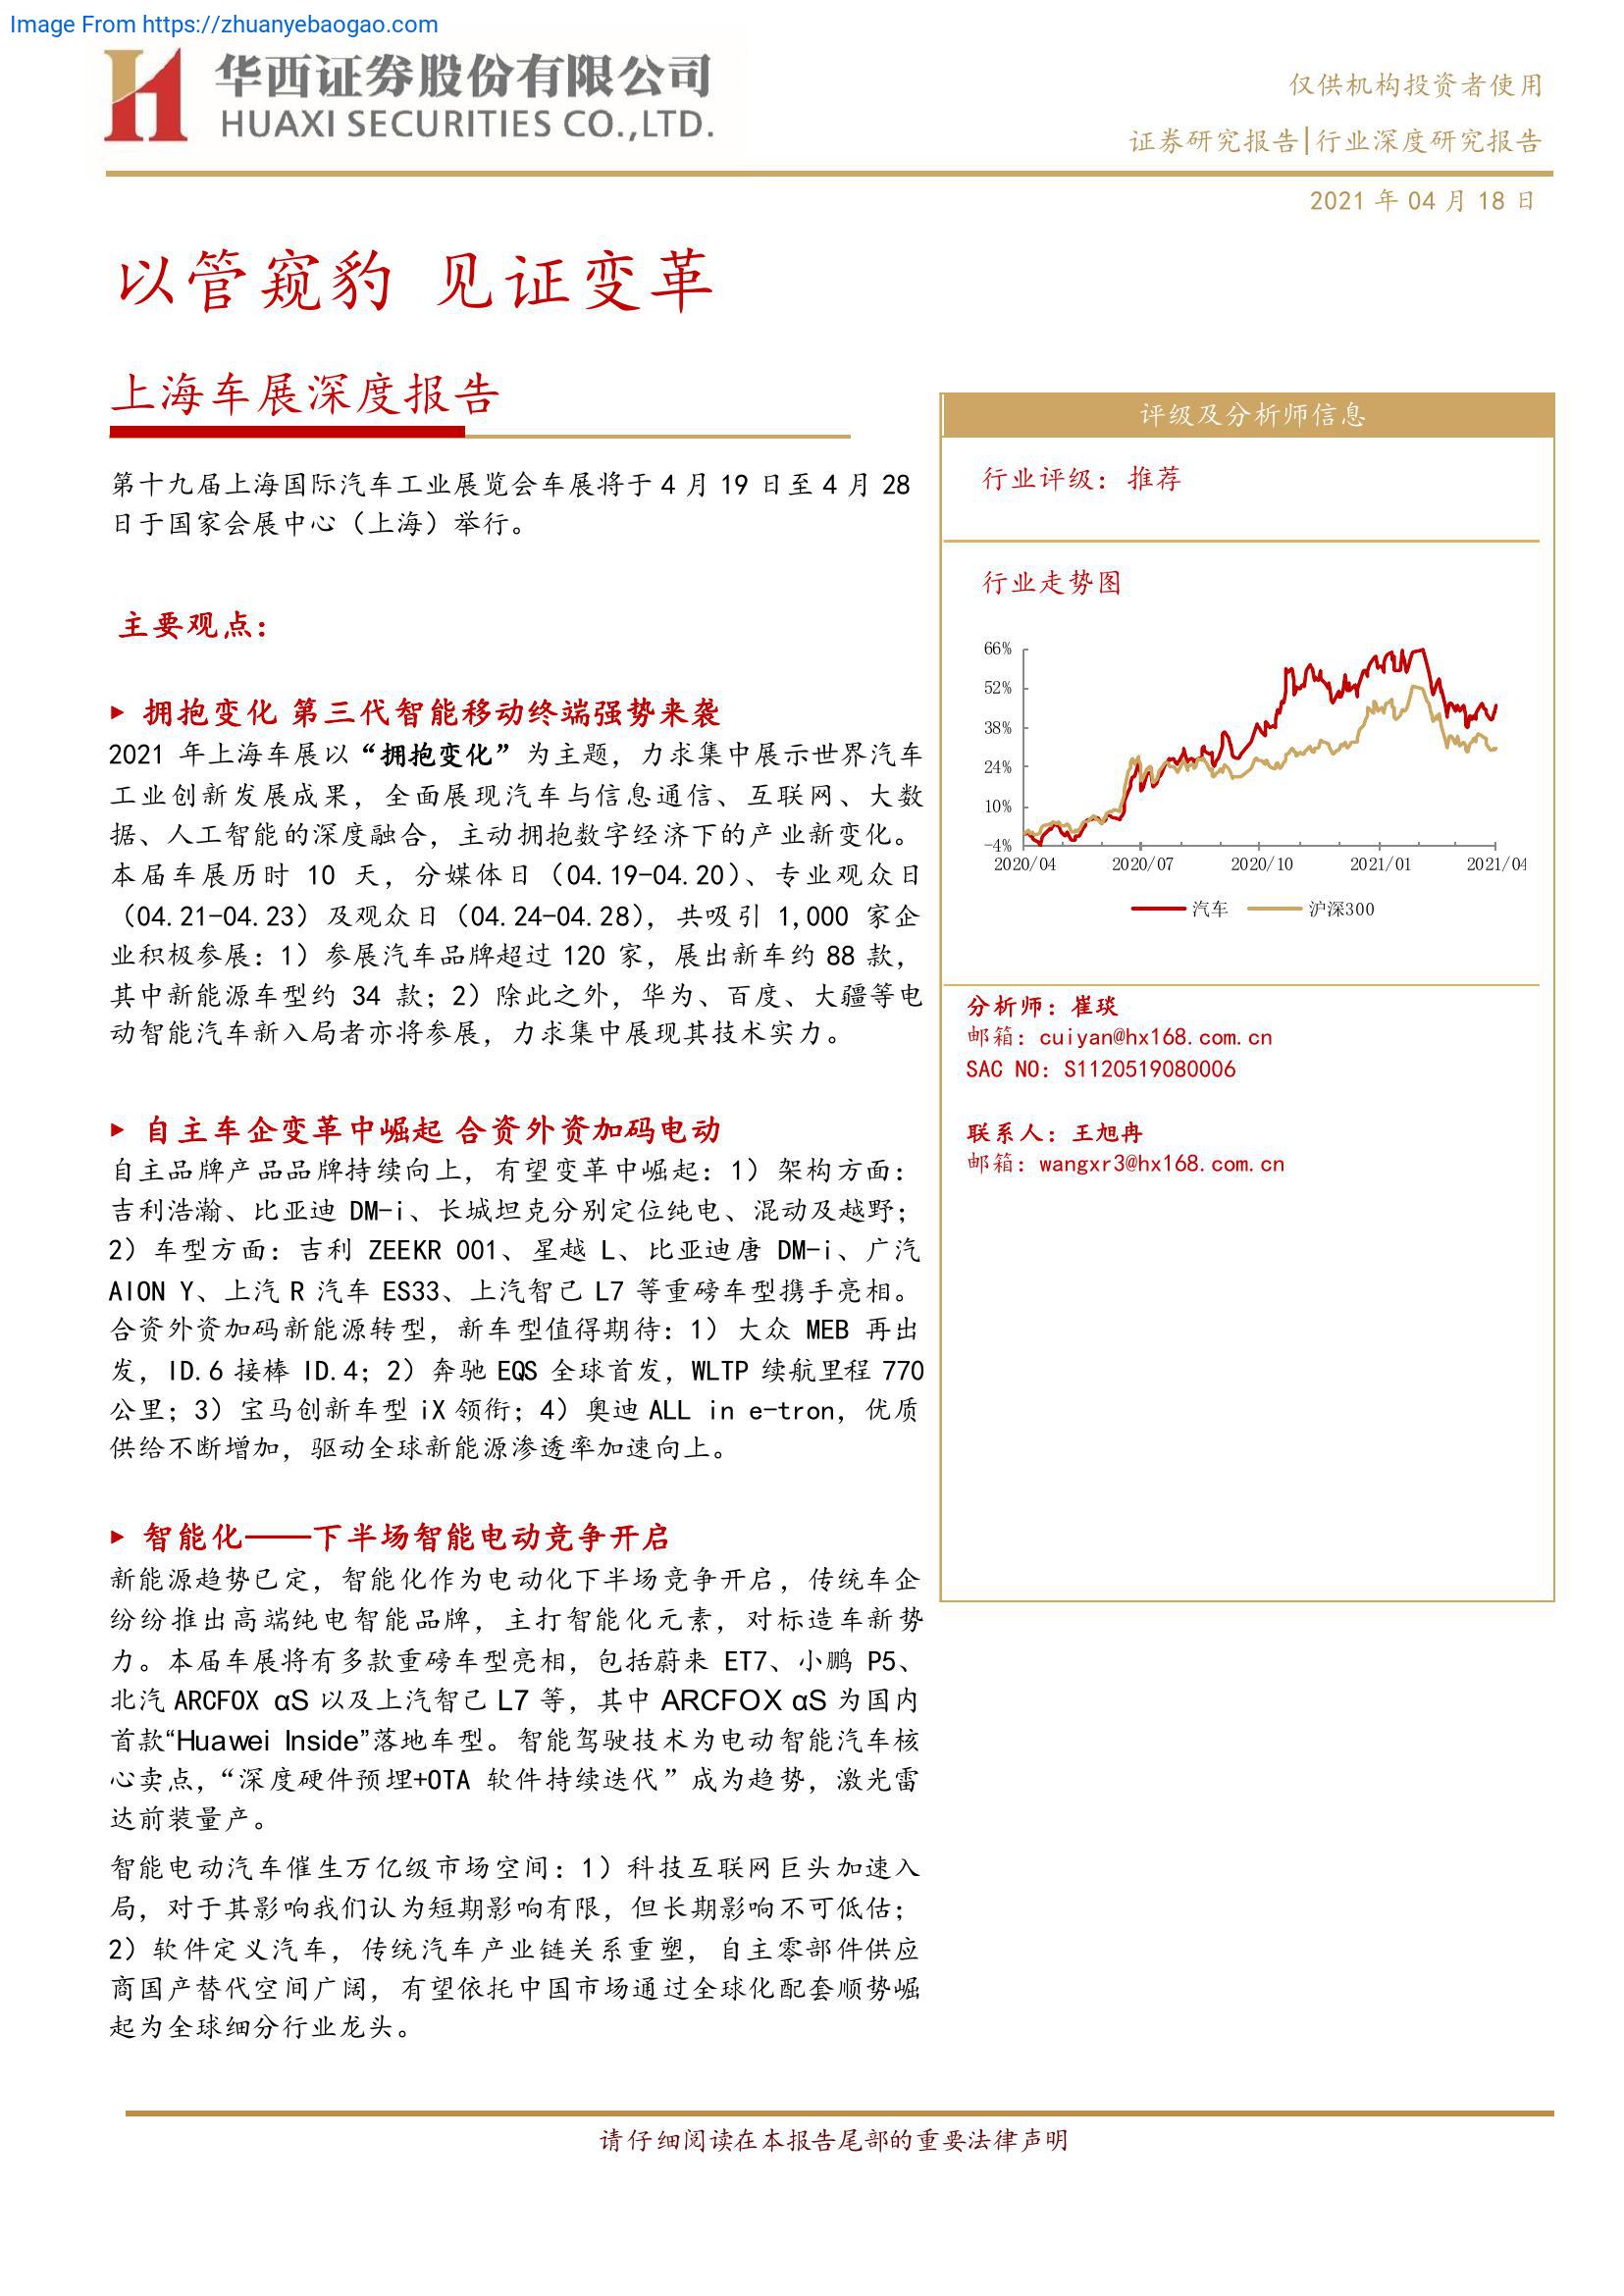 Image From https://zhuanyebaogao.com
华西证券股份有限公司
HUAXI SECURITIES CO.,LTD.
仅供机构投资者使用
证券研究报告|行业深度研究报告
2021 年 04 月 18 日
以管窥豹 见证变革
上海车展深度报告
第十九届上海国际汽车工业展览会车展将于 4 月 19 日至 4 月 28
日于国家会展中心（上海）举行。
主要观点：
▶ 拥抱变化 第三代智能移动终端强势来袭
2021 年上海车展以“拥抱变化”为主题，力求集中展示世界汽车
工业创新发展成果，全面展现汽车与信息通信、互联网、大数
据、人工智能的深度融合，主动拥抱数字经济下的产业新变化。
本届车展历时 10 天，分媒体日（04.19-04.20）、专业观众日
（04.21-04.23）及观众日（04.24-04.28），共吸引 1,000 家企
业积极参展：1）参展汽车品牌超过 120 家，展出新车约 88 款，
其中新能源车型约 34 款；2）除此之外，华为、百度、大疆等电
动智能汽车新入局者亦将参展，力求集中展现其技术实力。
▶ 自主车企变革中崛起 合资外资加码电动
自主品牌产品品牌持续向上，有望变革中崛起：1）架构方面：
吉利浩瀚、比亚迪 DM-i、长城坦克分别定位纯电、混动及越野；
2）车型方面：吉利 ZEEKR 001、星越 L、比亚迪唐 DM-i、广汽
AION Y、上汽 R 汽车 ES33、上汽智己 L7 等重磅车型携手亮相。
合资外资加码新能源转型，新车型值得期待：1）大众 MEB 再出
发，ID.6 接棒 ID.4；2）奔驰 EQS 全球首发，WLTP 续航里程 770
公里；3）宝马创新车型 iX 领衔；4）奥迪 ALL in e-tron，优质
供给不断增加，驱动全球新能源渗透率加速向上。
▶ 智能化——下半场智能电动竞争开启
新能源趋势已定，智能化作为电动化下半场竞争开启，传统车企
纷纷推出高端纯电智能品牌，主打智能化元素，对标造车新势
力。本届车展将有多款重磅车型亮相，包括蔚来 ET7、小鹏 P5、
北汽 ARCFOX αS 以及上汽智己 L7 等，其中 ARCFOX αS 为国内
首款“Huawei Inside”落地车型。智能驾驶技术为电动智能汽车核
心卖点，“深度硬件预埋+OTA 软件持续迭代”成为趋势，激光雷
达前装量产。
智能电动汽车催生万亿级市场空间：1）科技互联网巨头加速入
局，对于其影响我们认为短期影响有限，但长期影响不可低估；
2）软件定义汽车，传统汽车产业链关系重塑，自主零部件供应
商国产替代空间广阔，有望依托中国市场通过全球化配套顺势崛
起为全球细分行业龙头。
评级及分析师信息
行业评级：推荐
行业走势图
66%
52%
38%
24%
10%
-4%
2020/04 2020/07 2020/10 2021/01 2021/04
汽车 沪深300
分析师：崔琰
邮箱：cuiyan@hx168.com.cn
SAC NO：S1120519080006
联系人：王旭冉
邮箱：wangxr3@hx168.com.cn
请仔细阅读在本报告尾部的重要法律声明